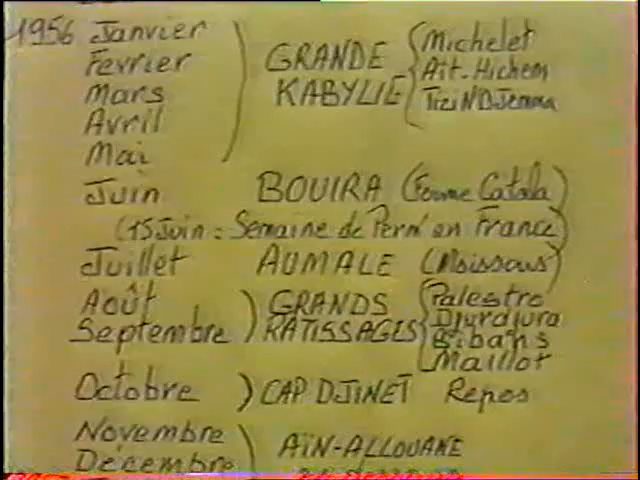 1956 Janvier ) GRANDE { Michelet
Fevrier KABYLIE Aït-Hichem
Mars Tizi N Djemma
Avril
Mai
Juin BOUIRA (Ferme Catala)
(15 Juin : Semaine de Perm' en France)
Juillet AUMALE (Moissons)
Août ) GRANDS { Palestro
Septembre RATISSAGES Djurdjura
Bibans
Maillot
Octobre ) CAP DJINET Repos
Novembre ) AÏN-ALLOUANE
Décembre